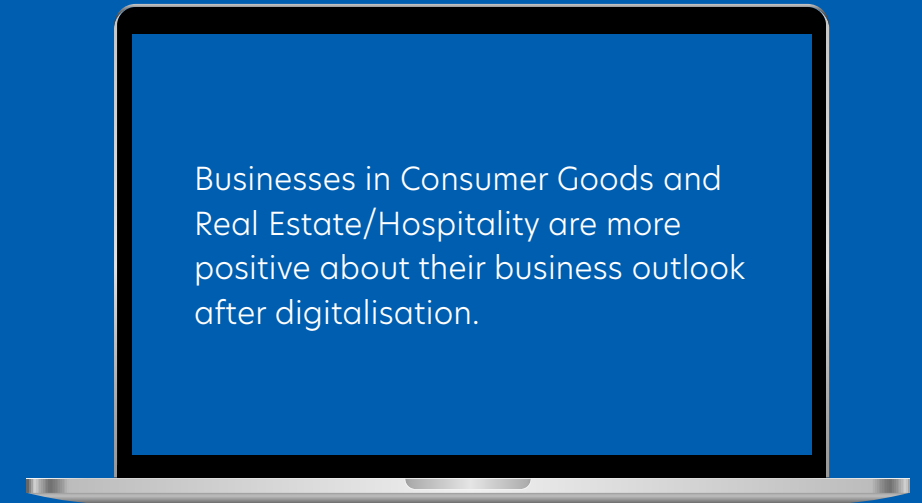 Businesses in Consumer Goods and
Real Estate/Hospitality are more
positive about their business outlook
after digitalisation.